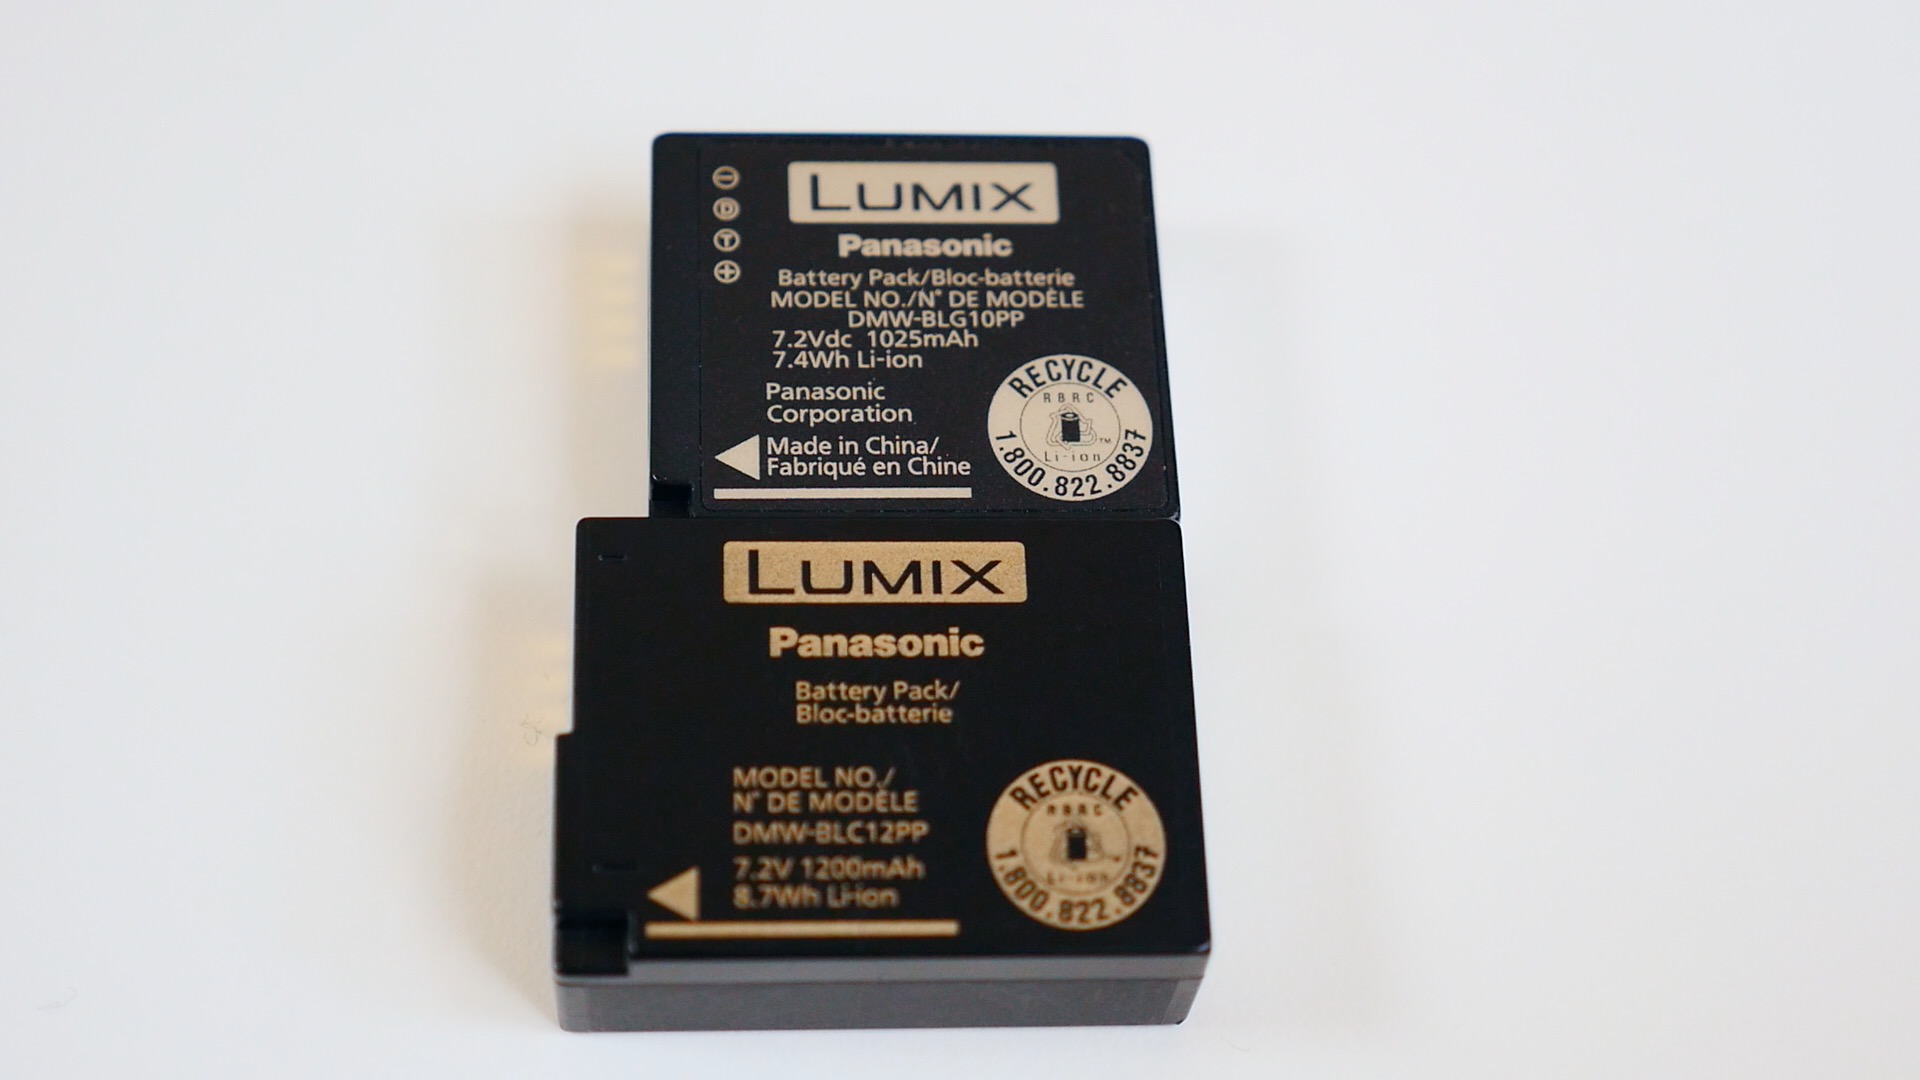 LUMIX
Panasonic
Battery Pack/Bloc-batterie
MODEL NO./N° DE MODÈLE
DMW-BLG10PP
7.2Vdc 1025mAh
7.4Wh Li-ion
Panasonic
Corporation
Made in China/
Fabriqué en Chine
RECYCLE
RBRC
Li-ion
TM
1.800.822.8837
D
T
LUMIX
Panasonic
Battery Pack/
Bloc-batterie
MODEL NO./
N° DE MODÈLE
DMW-BLC12PP
7.2V 1200mAh
8.7Wh Li-ion
RECYCLE
RBRC
Li-ion
1.800.822.8837